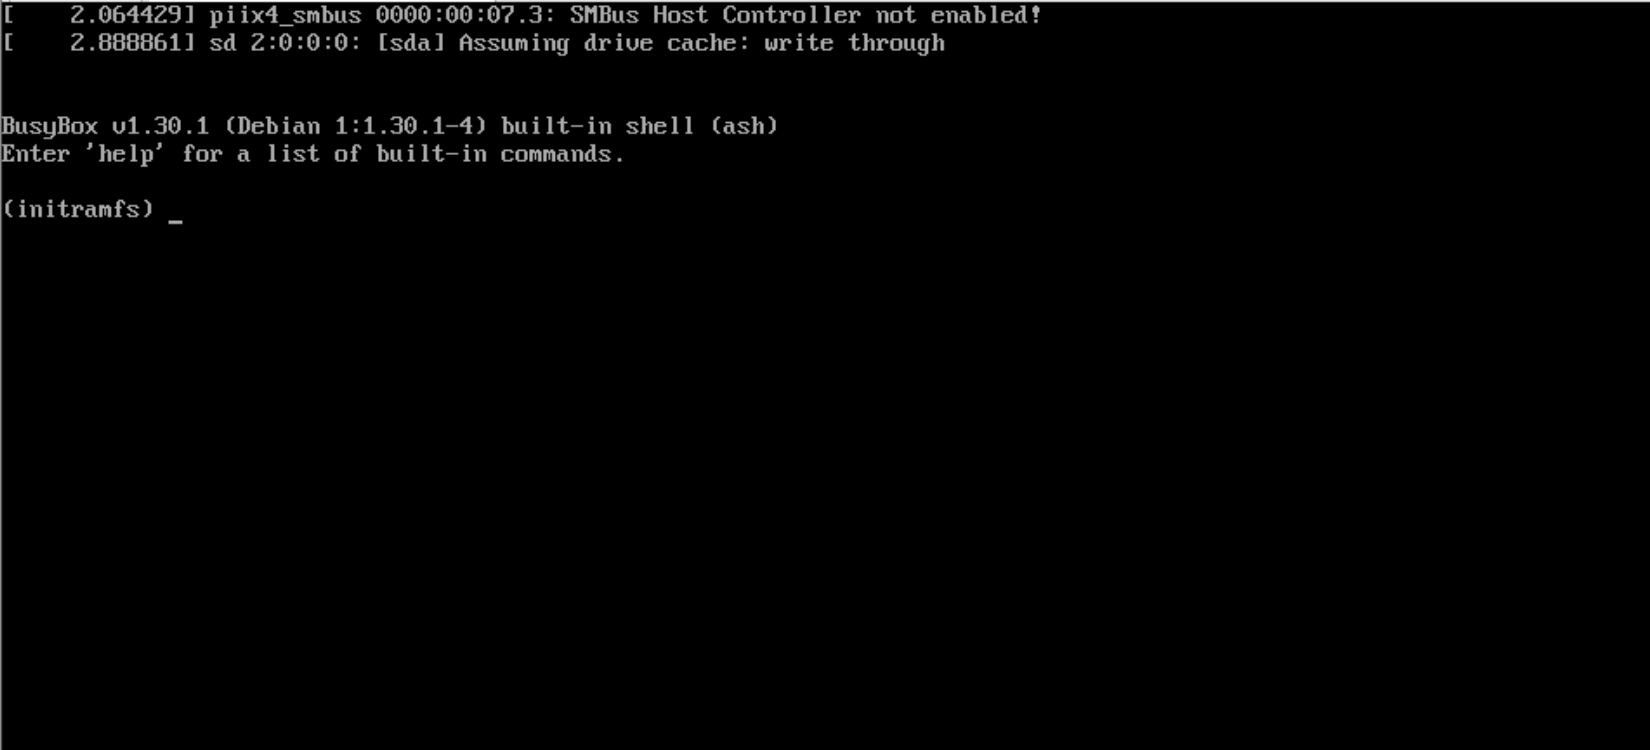 [    2.064429] piix4_smbus 0000:00:07.3: SMBus Host Controller not enabled!
[    2.888861] sd 2:0:0:0: [sda] Assuming drive cache: write through
BusyBox v1.30.1 (Debian 1:1.30.1-4) built-in shell (ash)
Enter 'help' for a list of built-in commands.
(initramfs) _